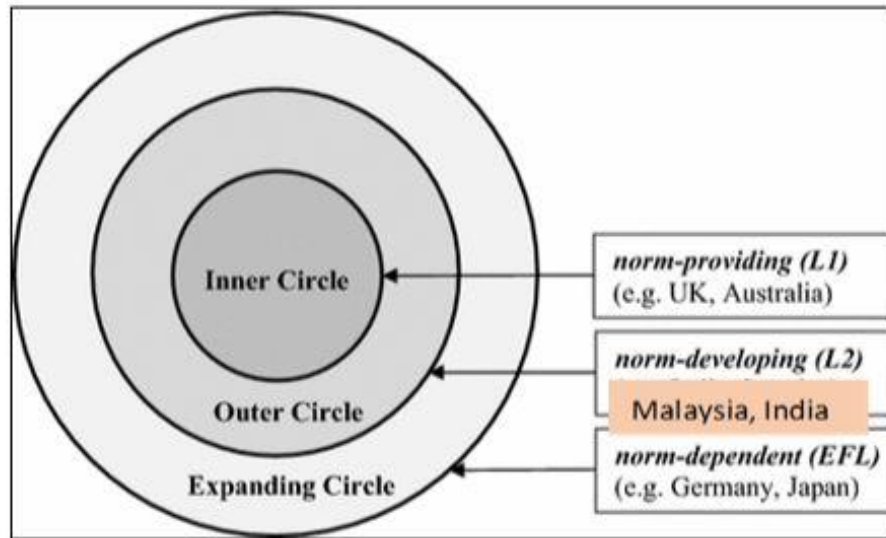 Inner Circle
Outer Circle
Expanding Circle
norm-providing (L1)
(e.g. UK, Australia)
norm-developing (L2)
Malaysia, India
norm-dependent (EFL)
(e.g. Germany, Japan)